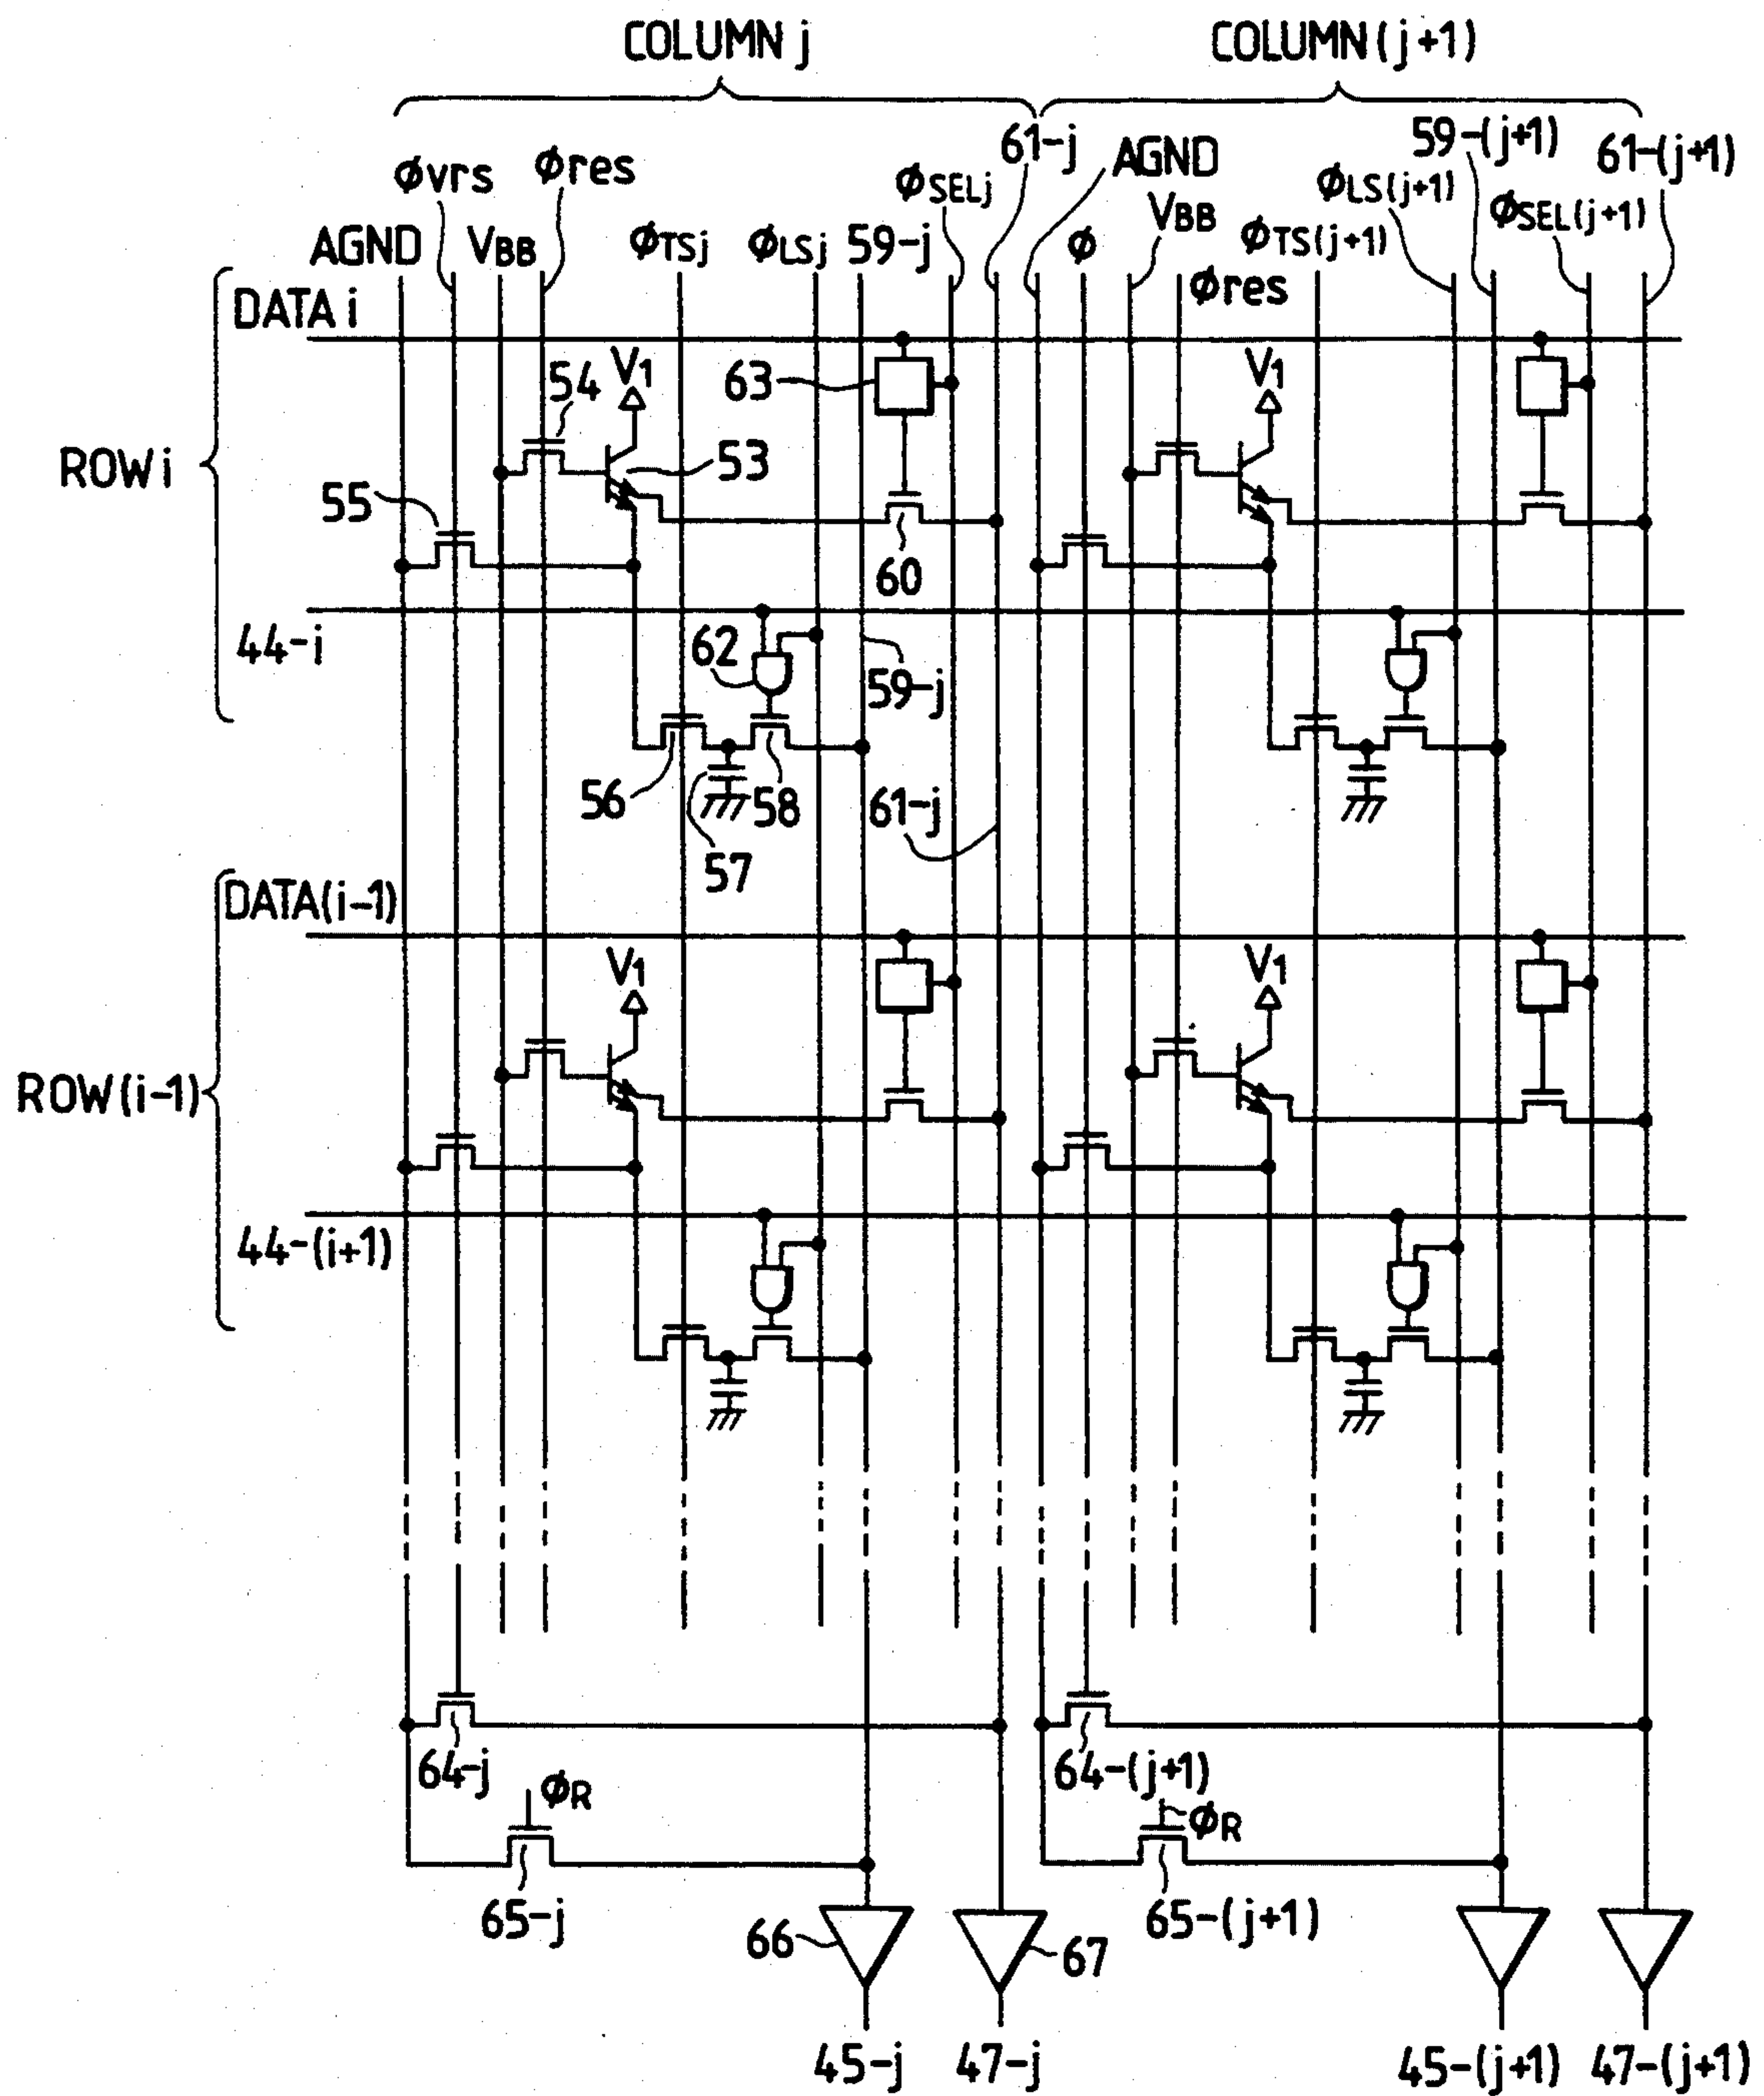 COLUMN j COLUMN (j+1)
61-j AGND 59-(j+1) 61-(j+1)
φvrs φres φSELj φLS(j+1)
VBB φSEL(j+1)
AGND VBB φTSj φLSj 59-j φ φTS(j+1)
φres
DATA i
54 V1 63 V1
ROW i 53
55
60
44-i 62
59-j
56 58 61-j
57
DATA(i-1)
V1 V1
ROW(i-1)
44-(i+1)
64-j 64-(j+1)
φR φR
65-j 65-(j+1)
66 67
45-j 47-j 45-(j+1) 47-(j+1)